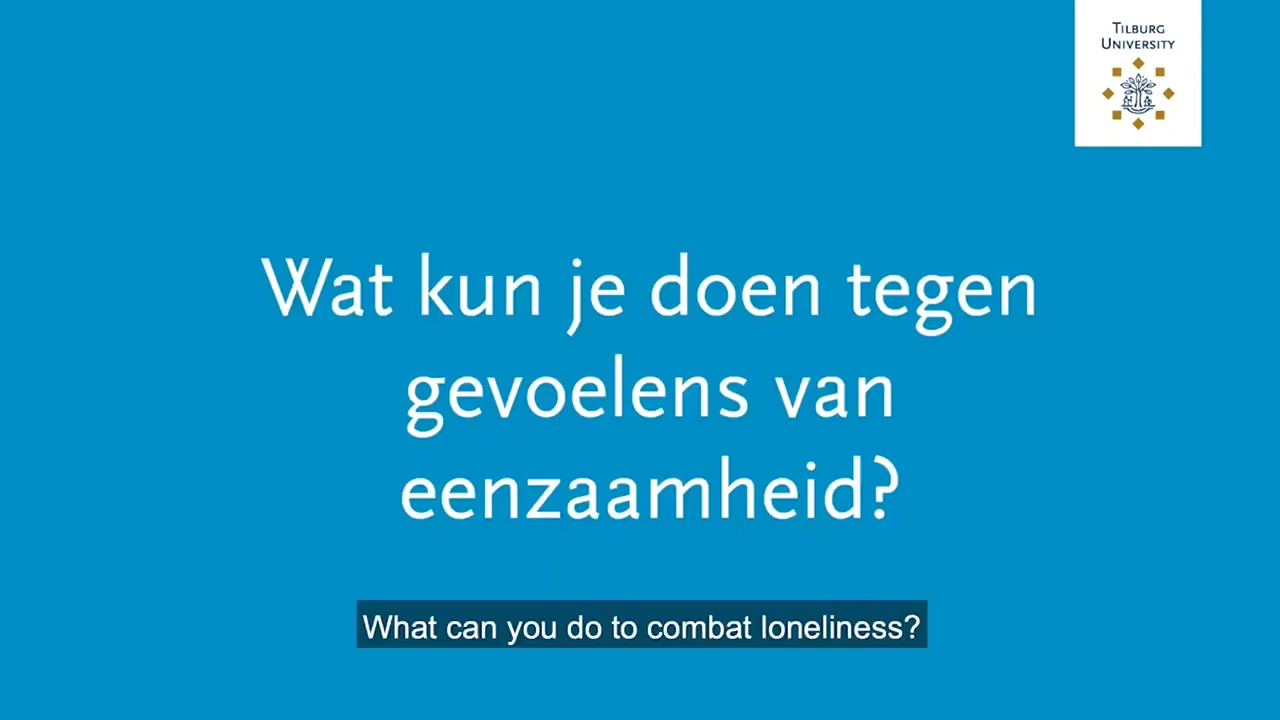 TILBURG
UNIVERSITY
Wat kun je doen tegen
gevoelens van
eenzaamheid?
What can you do to combat loneliness?